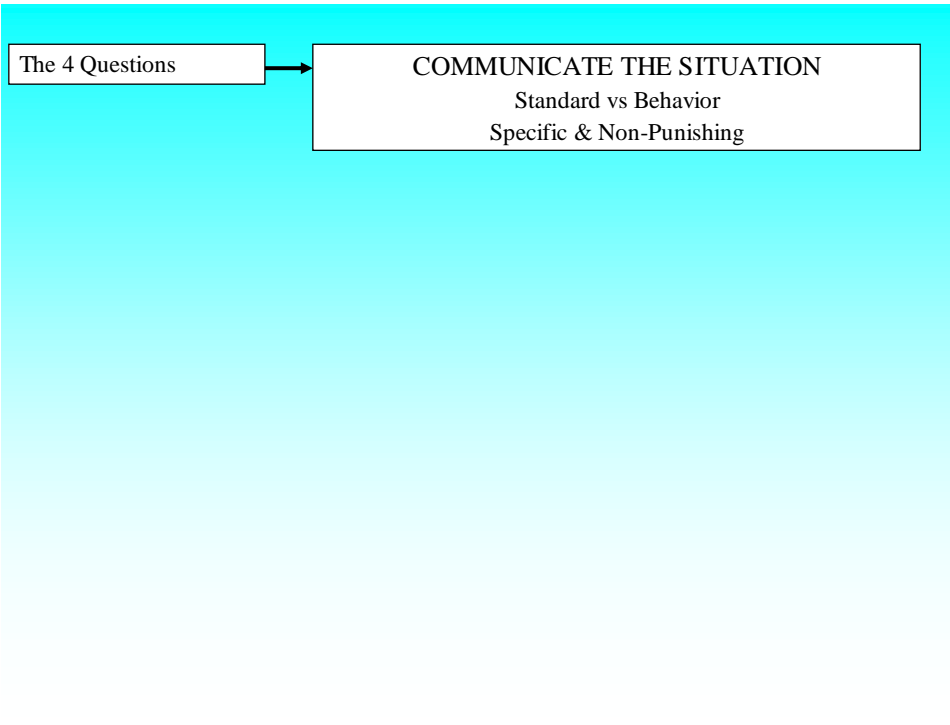 The 4 Questions
COMMUNICATE THE SITUATION
Standard vs Behavior
Specific & Non-Punishing